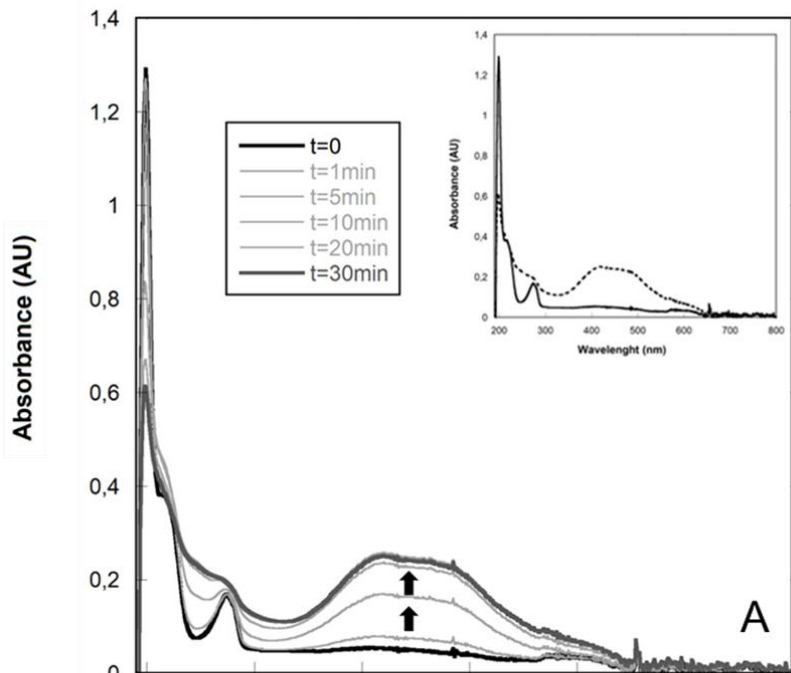 1,4
1,2
1
0,8
0,6
0,4
0,2
0
Absorbance (AU)
t=0
t=1min
t=5min
t=10min
t=20min
t=30min
1,4
1,2
1
0,8
0,6
0,4
0,2
0
Absorbance (AU)
200 300 400 500 600 700 800
Wavelenght (nm)
A